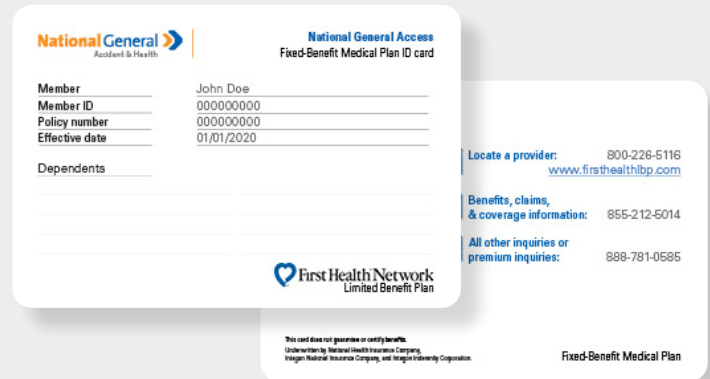 National General
Accident & Health
National General Access
Fixed-Benefit Medical Plan ID card
Member John Doe
Member ID 000000000
Policy number 000000000
Effective date 01/01/2020
Dependents
First Health Network
Limited Benefit Plan
Locate a provider: 800-226-5116
www.firsthealthlbp.com
Benefits, claims,
& coverage information: 855-212-5014
All other inquiries or
premium inquiries: 888-781-0585
This card does not guarantee or certify benefits.
Underwritten by National Health Insurance Company,
Integon National Insurance Company, and Integon Indemnity Corporation.
Fixed-Benefit Medical Plan